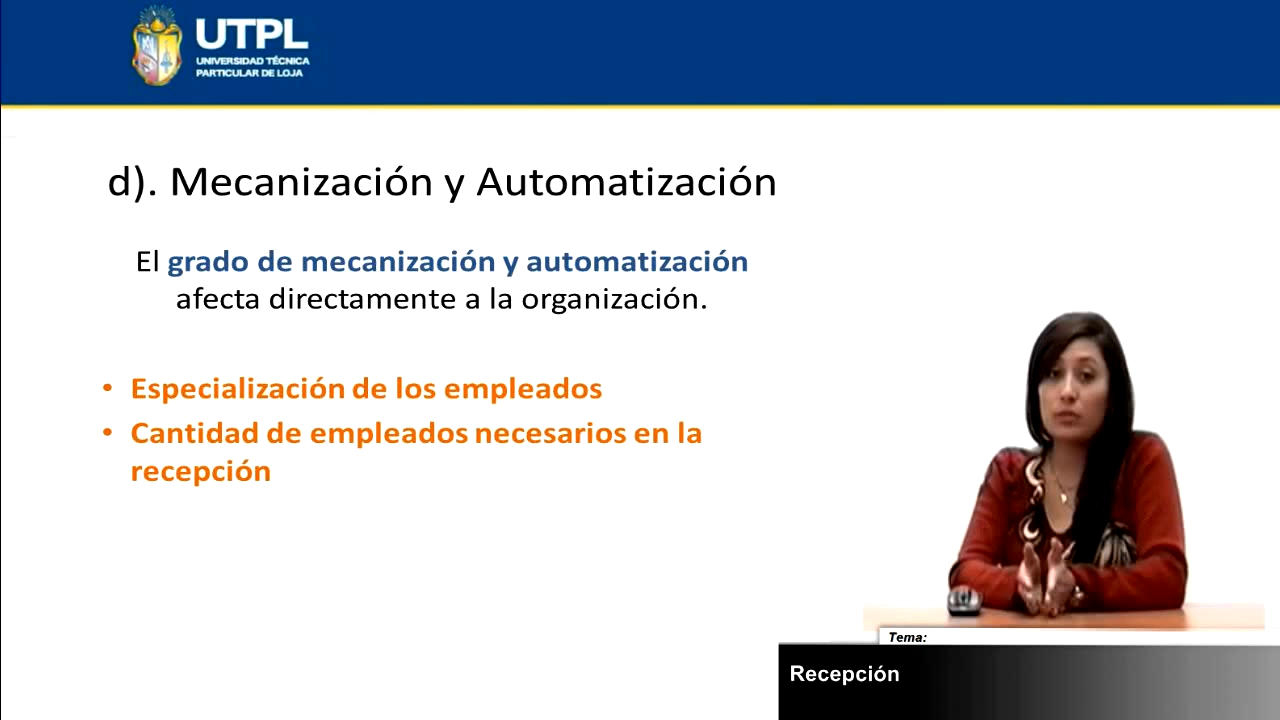 UTPL
UNIVERSIDAD TÉCNICA
PARTICULAR DE LOJA
d). Mecanización y Automatización
El grado de mecanización y automatización
afecta directamente a la organización.
• Especialización de los empleados
• Cantidad de empleados necesarios en la
recepción
Tema:
Recepción